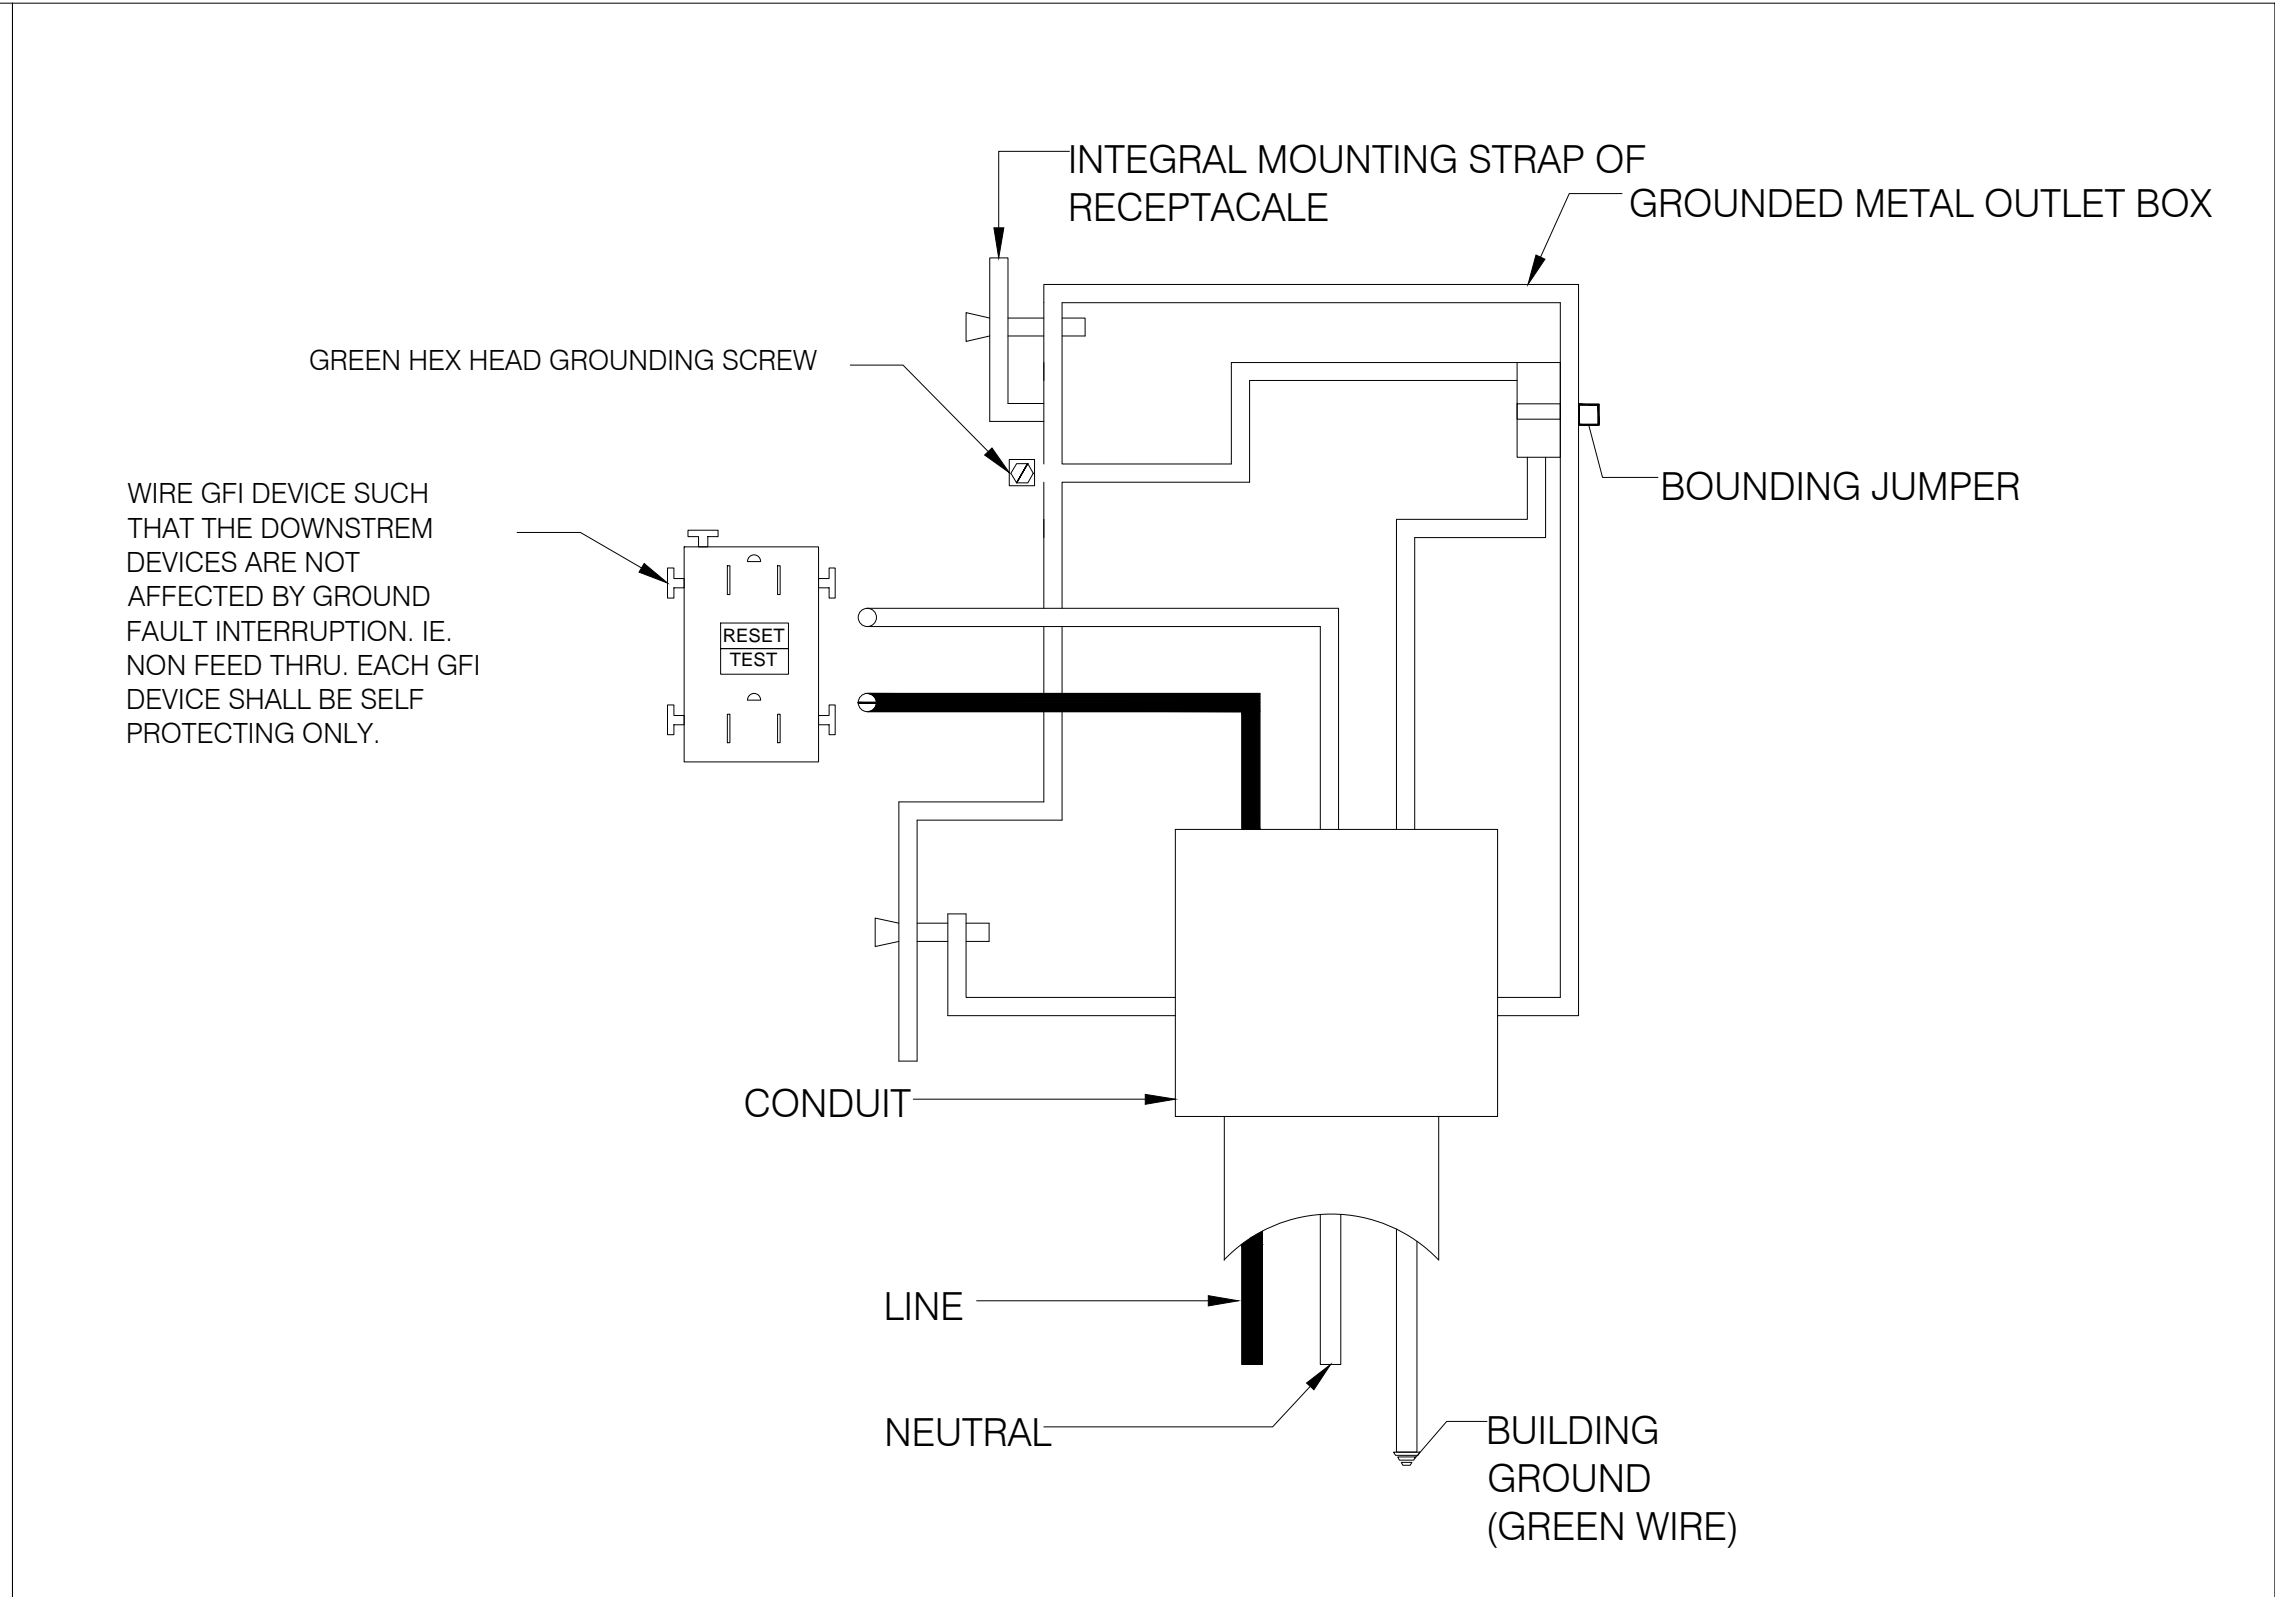 INTEGRAL MOUNTING STRAP OF
RECEPTACALE
GROUNDED METAL OUTLET BOX
GREEN HEX HEAD GROUNDING SCREW
WIRE GFI DEVICE SUCH
THAT THE DOWNSTREM
DEVICES ARE NOT
AFFECTED BY GROUND
FAULT INTERRUPTION. IE.
NON FEED THRU. EACH GFI
DEVICE SHALL BE SELF
PROTECTING ONLY.
BOUNDING JUMPER
RESET
TEST
CONDUIT
LINE
NEUTRAL
BUILDING
GROUND
(GREEN WIRE)